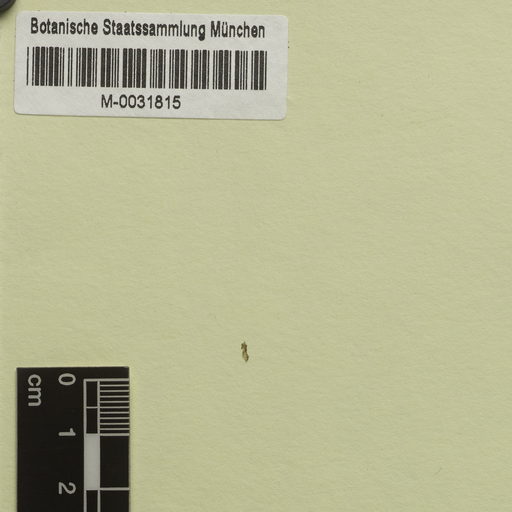 Botanische Staatssammlung München
M-0031815
0
cm
1
2